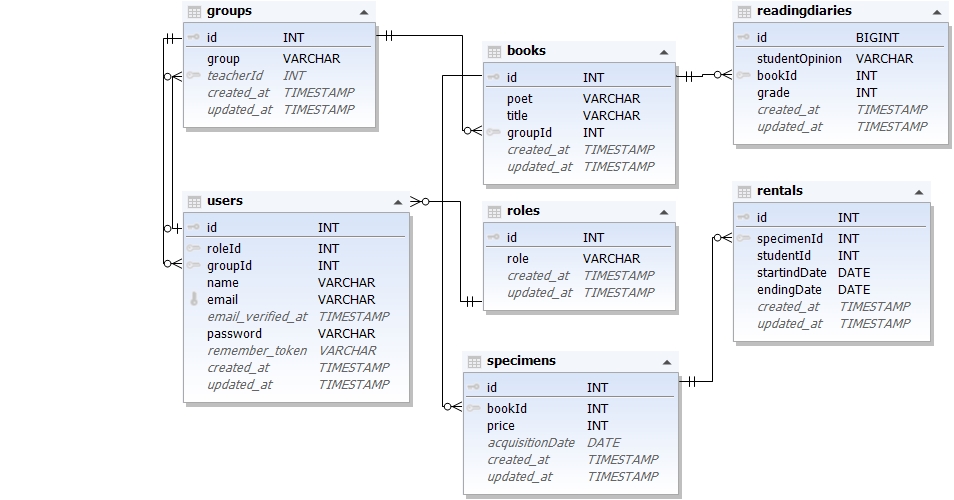 groups
id INT
group VARCHAR
teacherId INT
created_at TIMESTAMP
updated_at TIMESTAMP
users
id INT
roleId INT
groupId INT
name VARCHAR
email VARCHAR
email_verified_at TIMESTAMP
password VARCHAR
remember_token VARCHAR
created_at TIMESTAMP
updated_at TIMESTAMP
books
id INT
poet VARCHAR
title VARCHAR
groupId INT
created_at TIMESTAMP
updated_at TIMESTAMP
roles
id INT
role VARCHAR
created_at TIMESTAMP
updated_at TIMESTAMP
specimens
id INT
bookId INT
price INT
acquisitionDate DATE
created_at TIMESTAMP
updated_at TIMESTAMP
readingdiaries
id BIGINT
studentOpinion VARCHAR
bookId INT
grade INT
created_at TIMESTAMP
updated_at TIMESTAMP
rentals
id INT
specimenId INT
studentId INT
startindDate DATE
endingDate DATE
created_at TIMESTAMP
updated_at TIMESTAMP